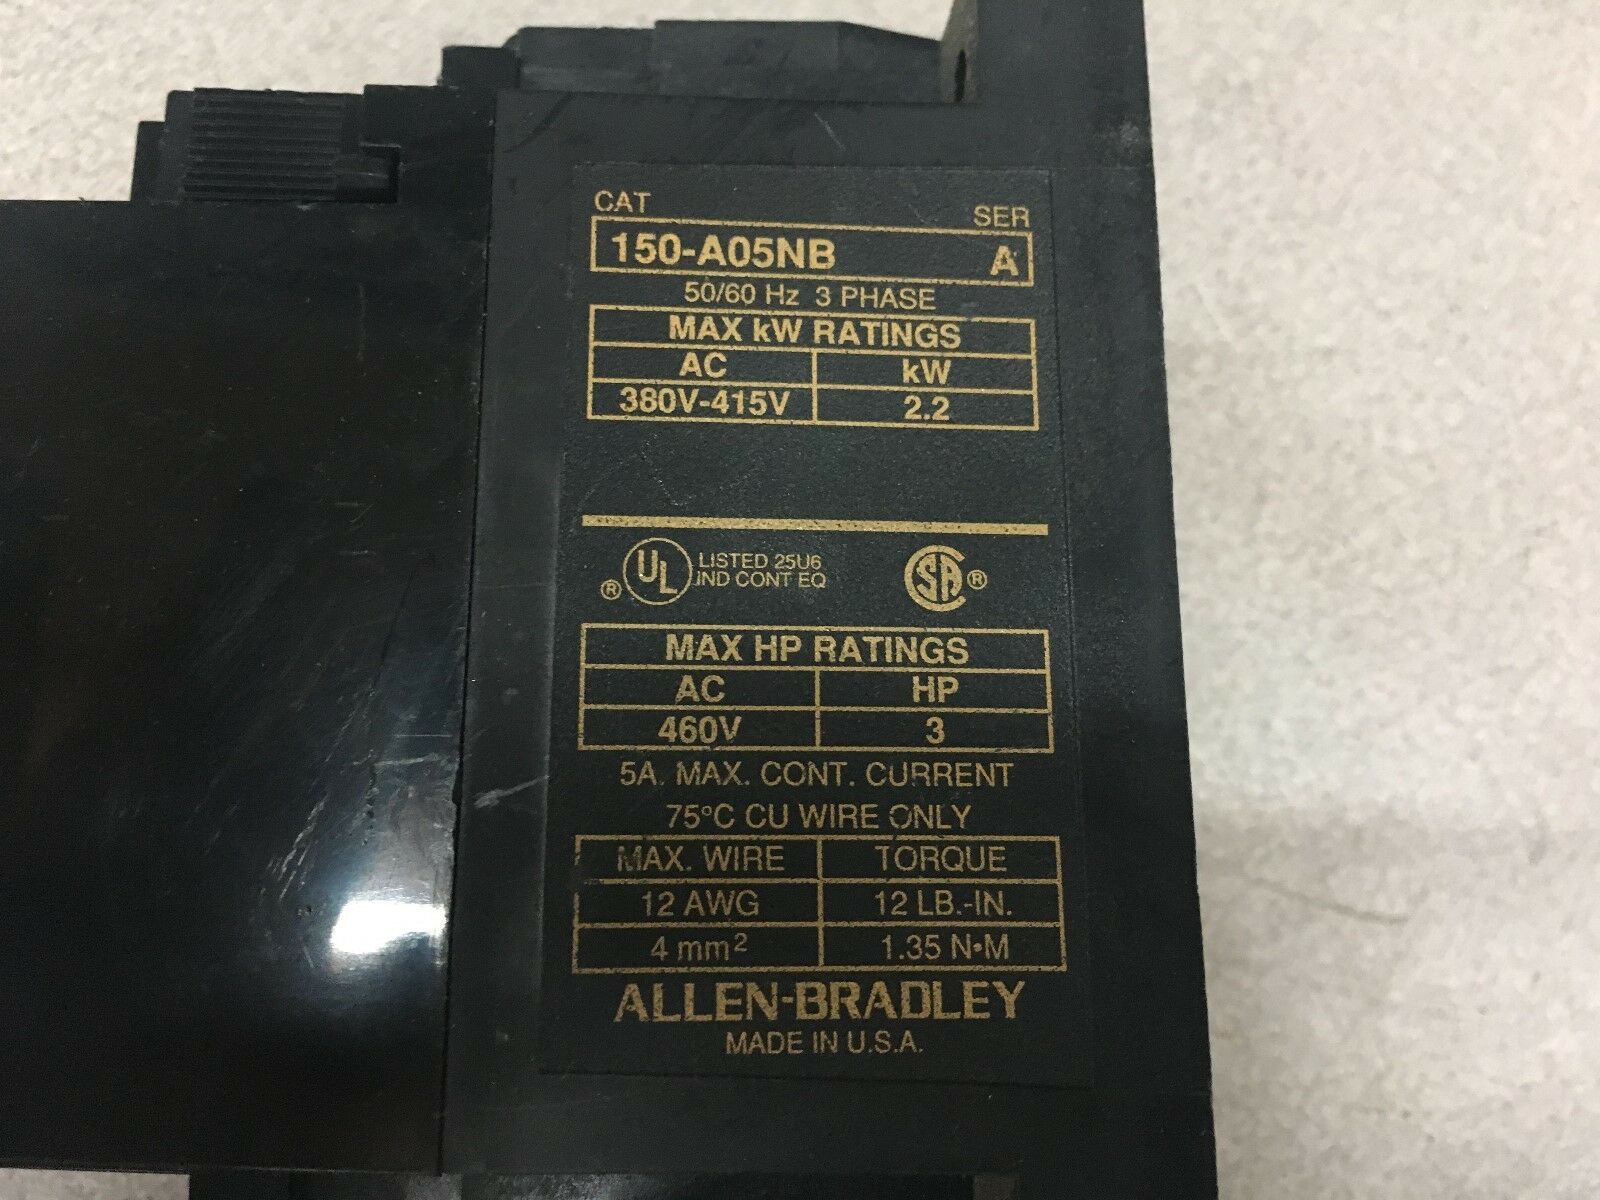 CAT SER
150-A05NB A
50/60 Hz 3 PHASE
MAX kW RATINGS
AC kW
380V-415V 2.2
UL ® LISTED 25U6
IND CONT EQ
SA ®
MAX HP RATINGS
AC HP
460V 3
5A. MAX. CONT. CURRENT
75°C CU WIRE ONLY
MAX. WIRE TORQUE
12 AWG 12 LB.-IN.
4 mm² 1.35 N•M
ALLEN-BRADLEY
MADE IN U.S.A.